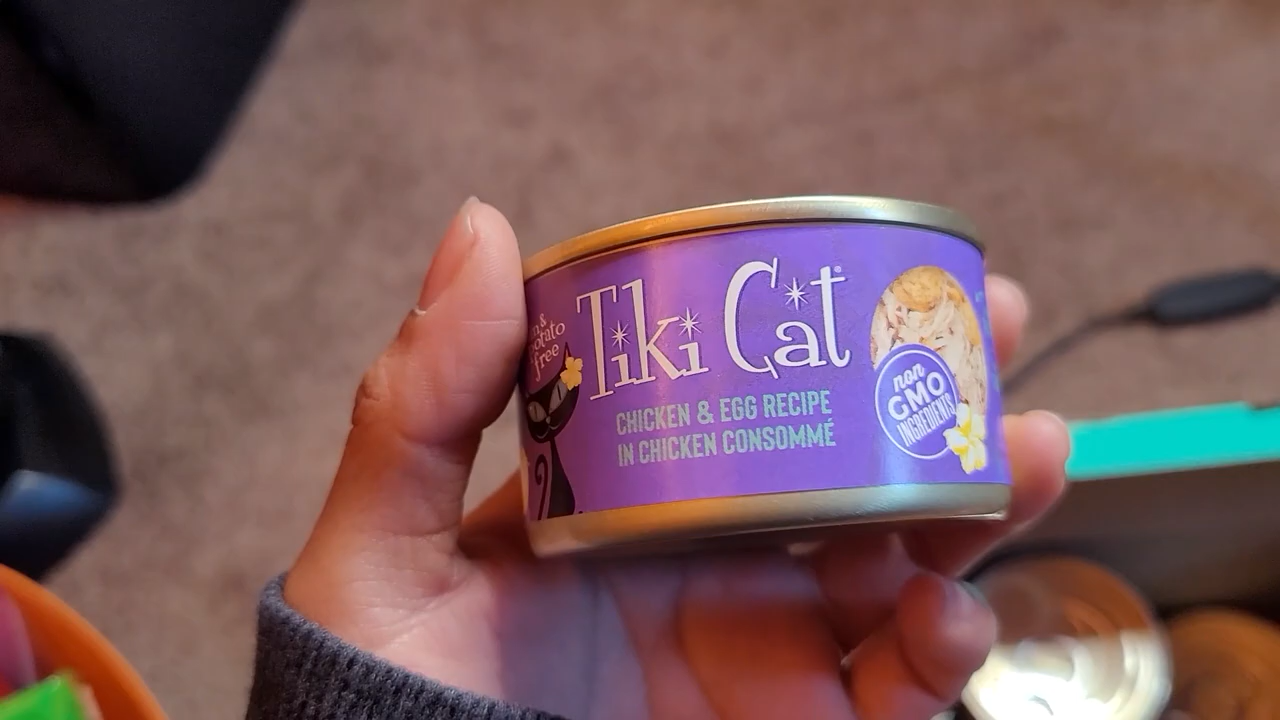 & 
free
Tiki Cat®
CHICKEN & EGG RECIPE
IN CHICKEN CONSOMMÉ
non
GMO
INGREDIENTS